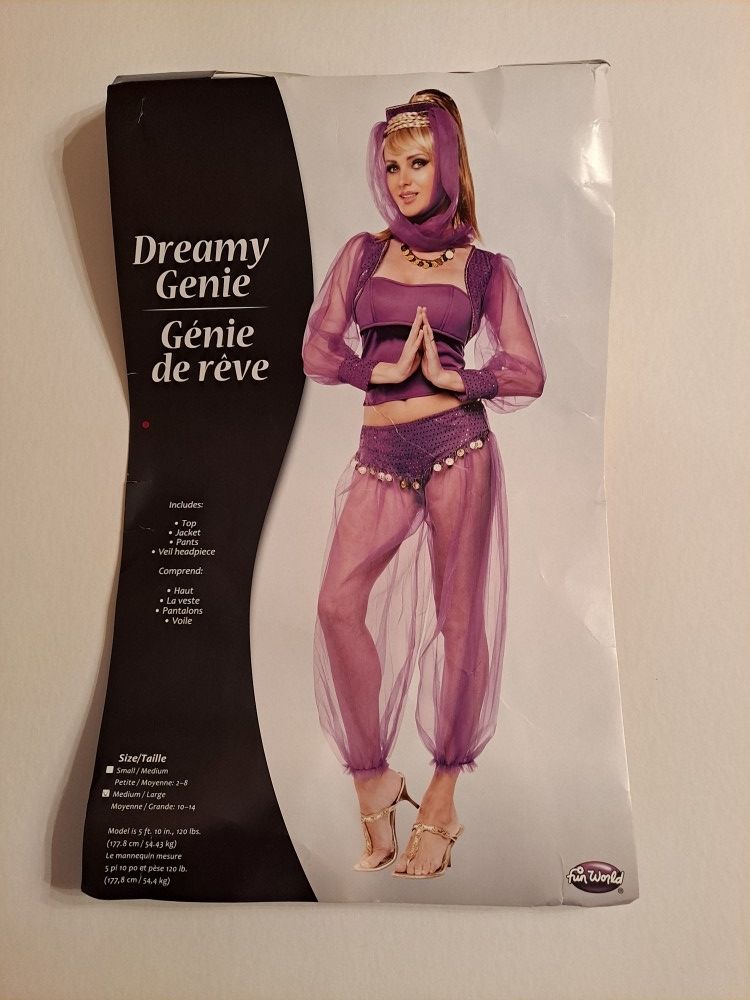 Dreamy
Genie
Génie
de rêve
Includes:
• Top
• Jacket
• Pants
• Veil headpiece
Comprend:
• Haut
• La veste
• Pantalons
• Voile
Size/Taille
Small / Medium
Petite / Moyenne: 2–8
Medium / Large
Moyenne / Grande: 10–14
Model is 5 ft. 10 in., 120 lbs.
(177.8 cm / 54.43 kg)
Le mannequin mesure
5 pi 10 po et pèse 120 lb.
(177,8 cm / 54,4 kg)
fun World
®